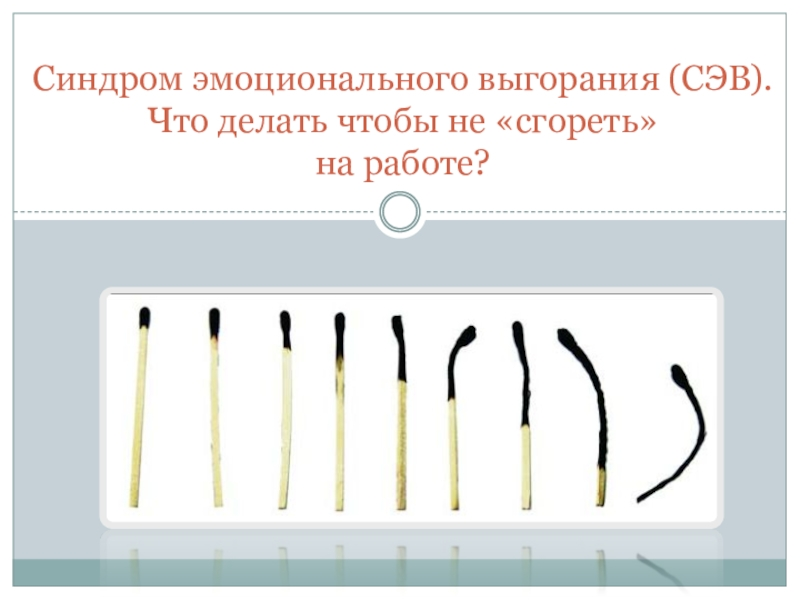 Синдром эмоционального выгорания (СЭВ).
Что делать чтобы не «сгореть»
на работе?